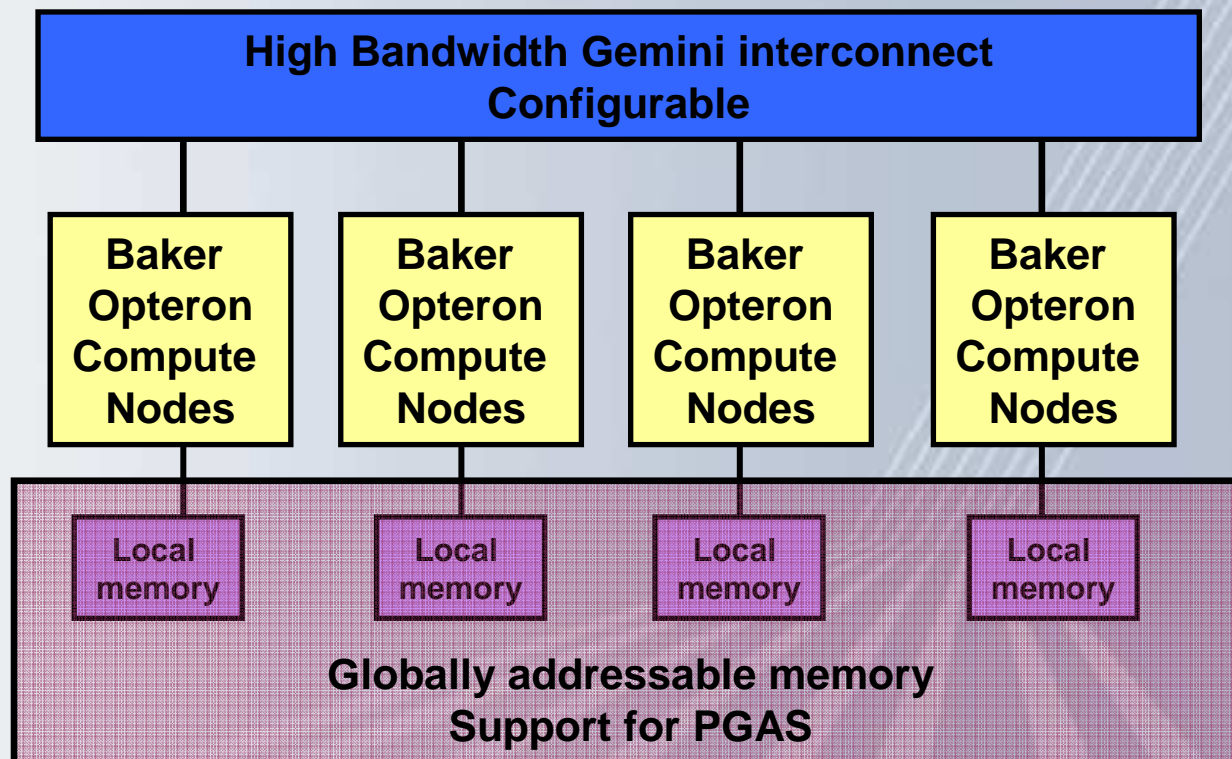 High Bandwidth Gemini interconnect
Configurable
Baker
Opteron
Compute
Nodes
Baker
Opteron
Compute
Nodes
Baker
Opteron
Compute
Nodes
Baker
Opteron
Compute
Nodes
Local
memory
Local
memory
Local
memory
Local
memory
Globally addressable memory
Support for PGAS